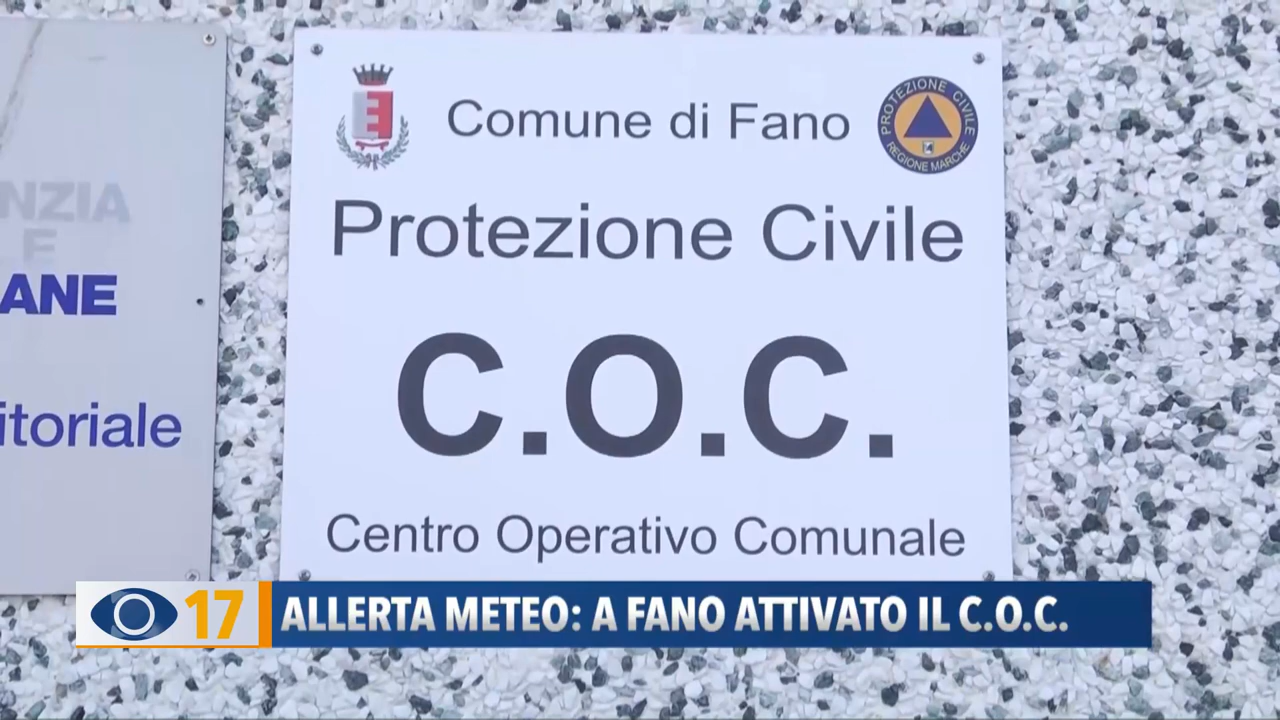 NZIA
E
ANE
itoriale
Comune di Fano
PROTEZIONE CIVILE
REGIONE MARCHE
Protezione Civile
C.O.C.
Centro Operativo Comunale
17 ALLERTA METEO: A FANO ATTIVATO IL C.O.C.